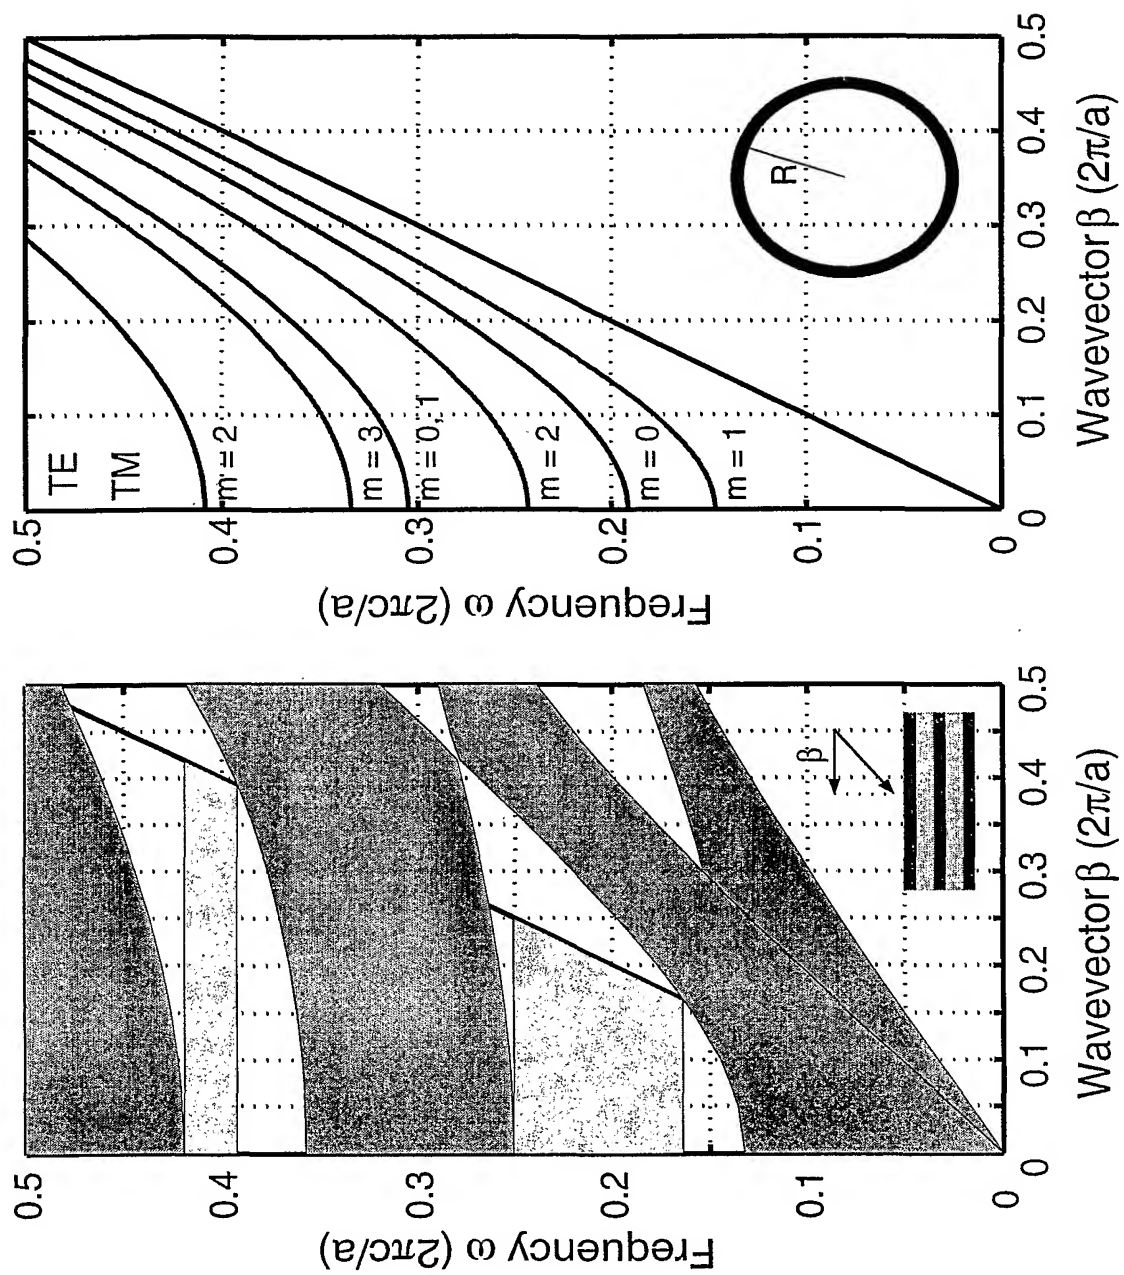 Frequency ω (2πc/a)
0.5
0.4
0.3
0.2
0.1
0
β
0
0.1
0.2
0.3
0.4
0.5
Wavevector β (2π/a)
Frequency ω (2πc/a)
0.5
0.4
0.3
0.2
0.1
0
TE
TM
m = 2
m = 3
m = 0, 1
m = 2
m = 0
m = 1
R
0
0.1
0.2
0.3
0.4
0.5
Wavevector β (2π/a)